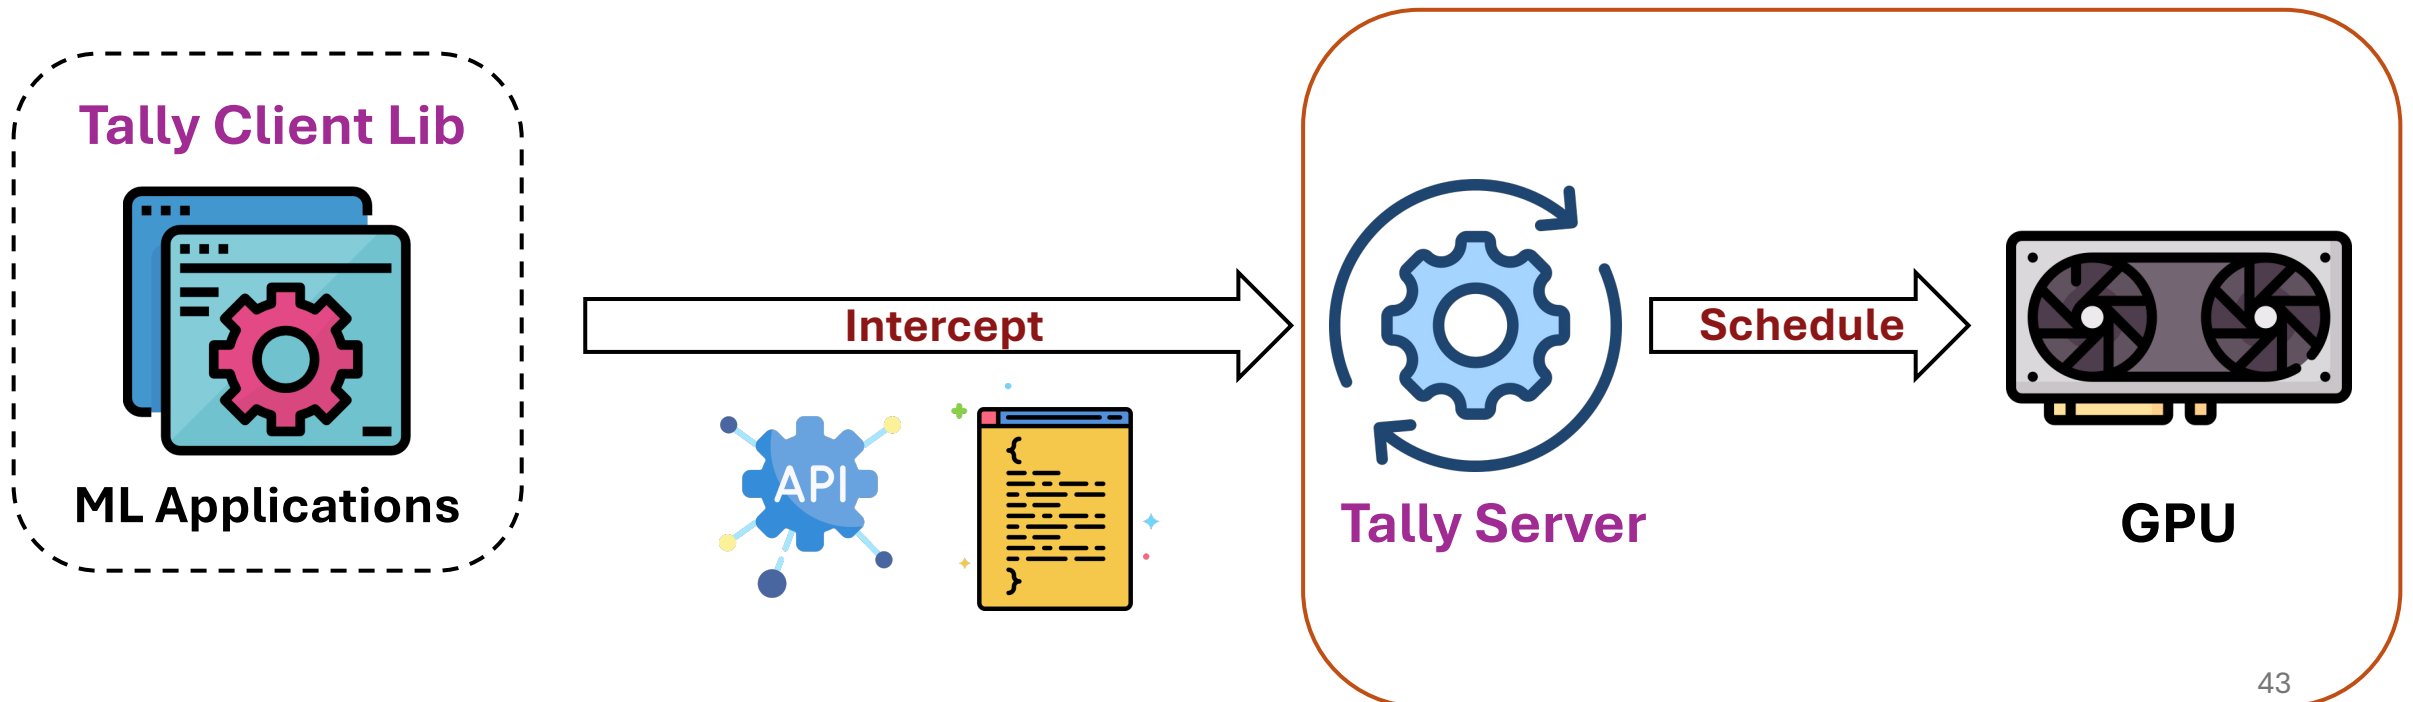 Tally Client Lib
ML Applications
Intercept
API
{
}
Tally Server
Schedule
GPU
43